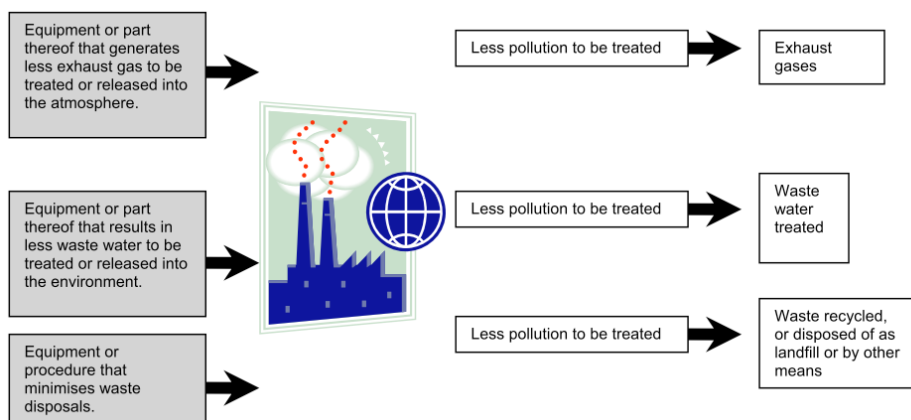 Equipment or part
thereof that generates
less exhaust gas to be
treated or released into
the atmosphere.
Less pollution to be treated
Exhaust
gases
Equipment or part
thereof that results in
less waste water to be
treated or released into
the environment.
Less pollution to be treated
Waste
water
treated
Equipment or
procedure that
minimises waste
disposals.
Less pollution to be treated
Waste recycled,
or disposed of as
landfill or by other
means